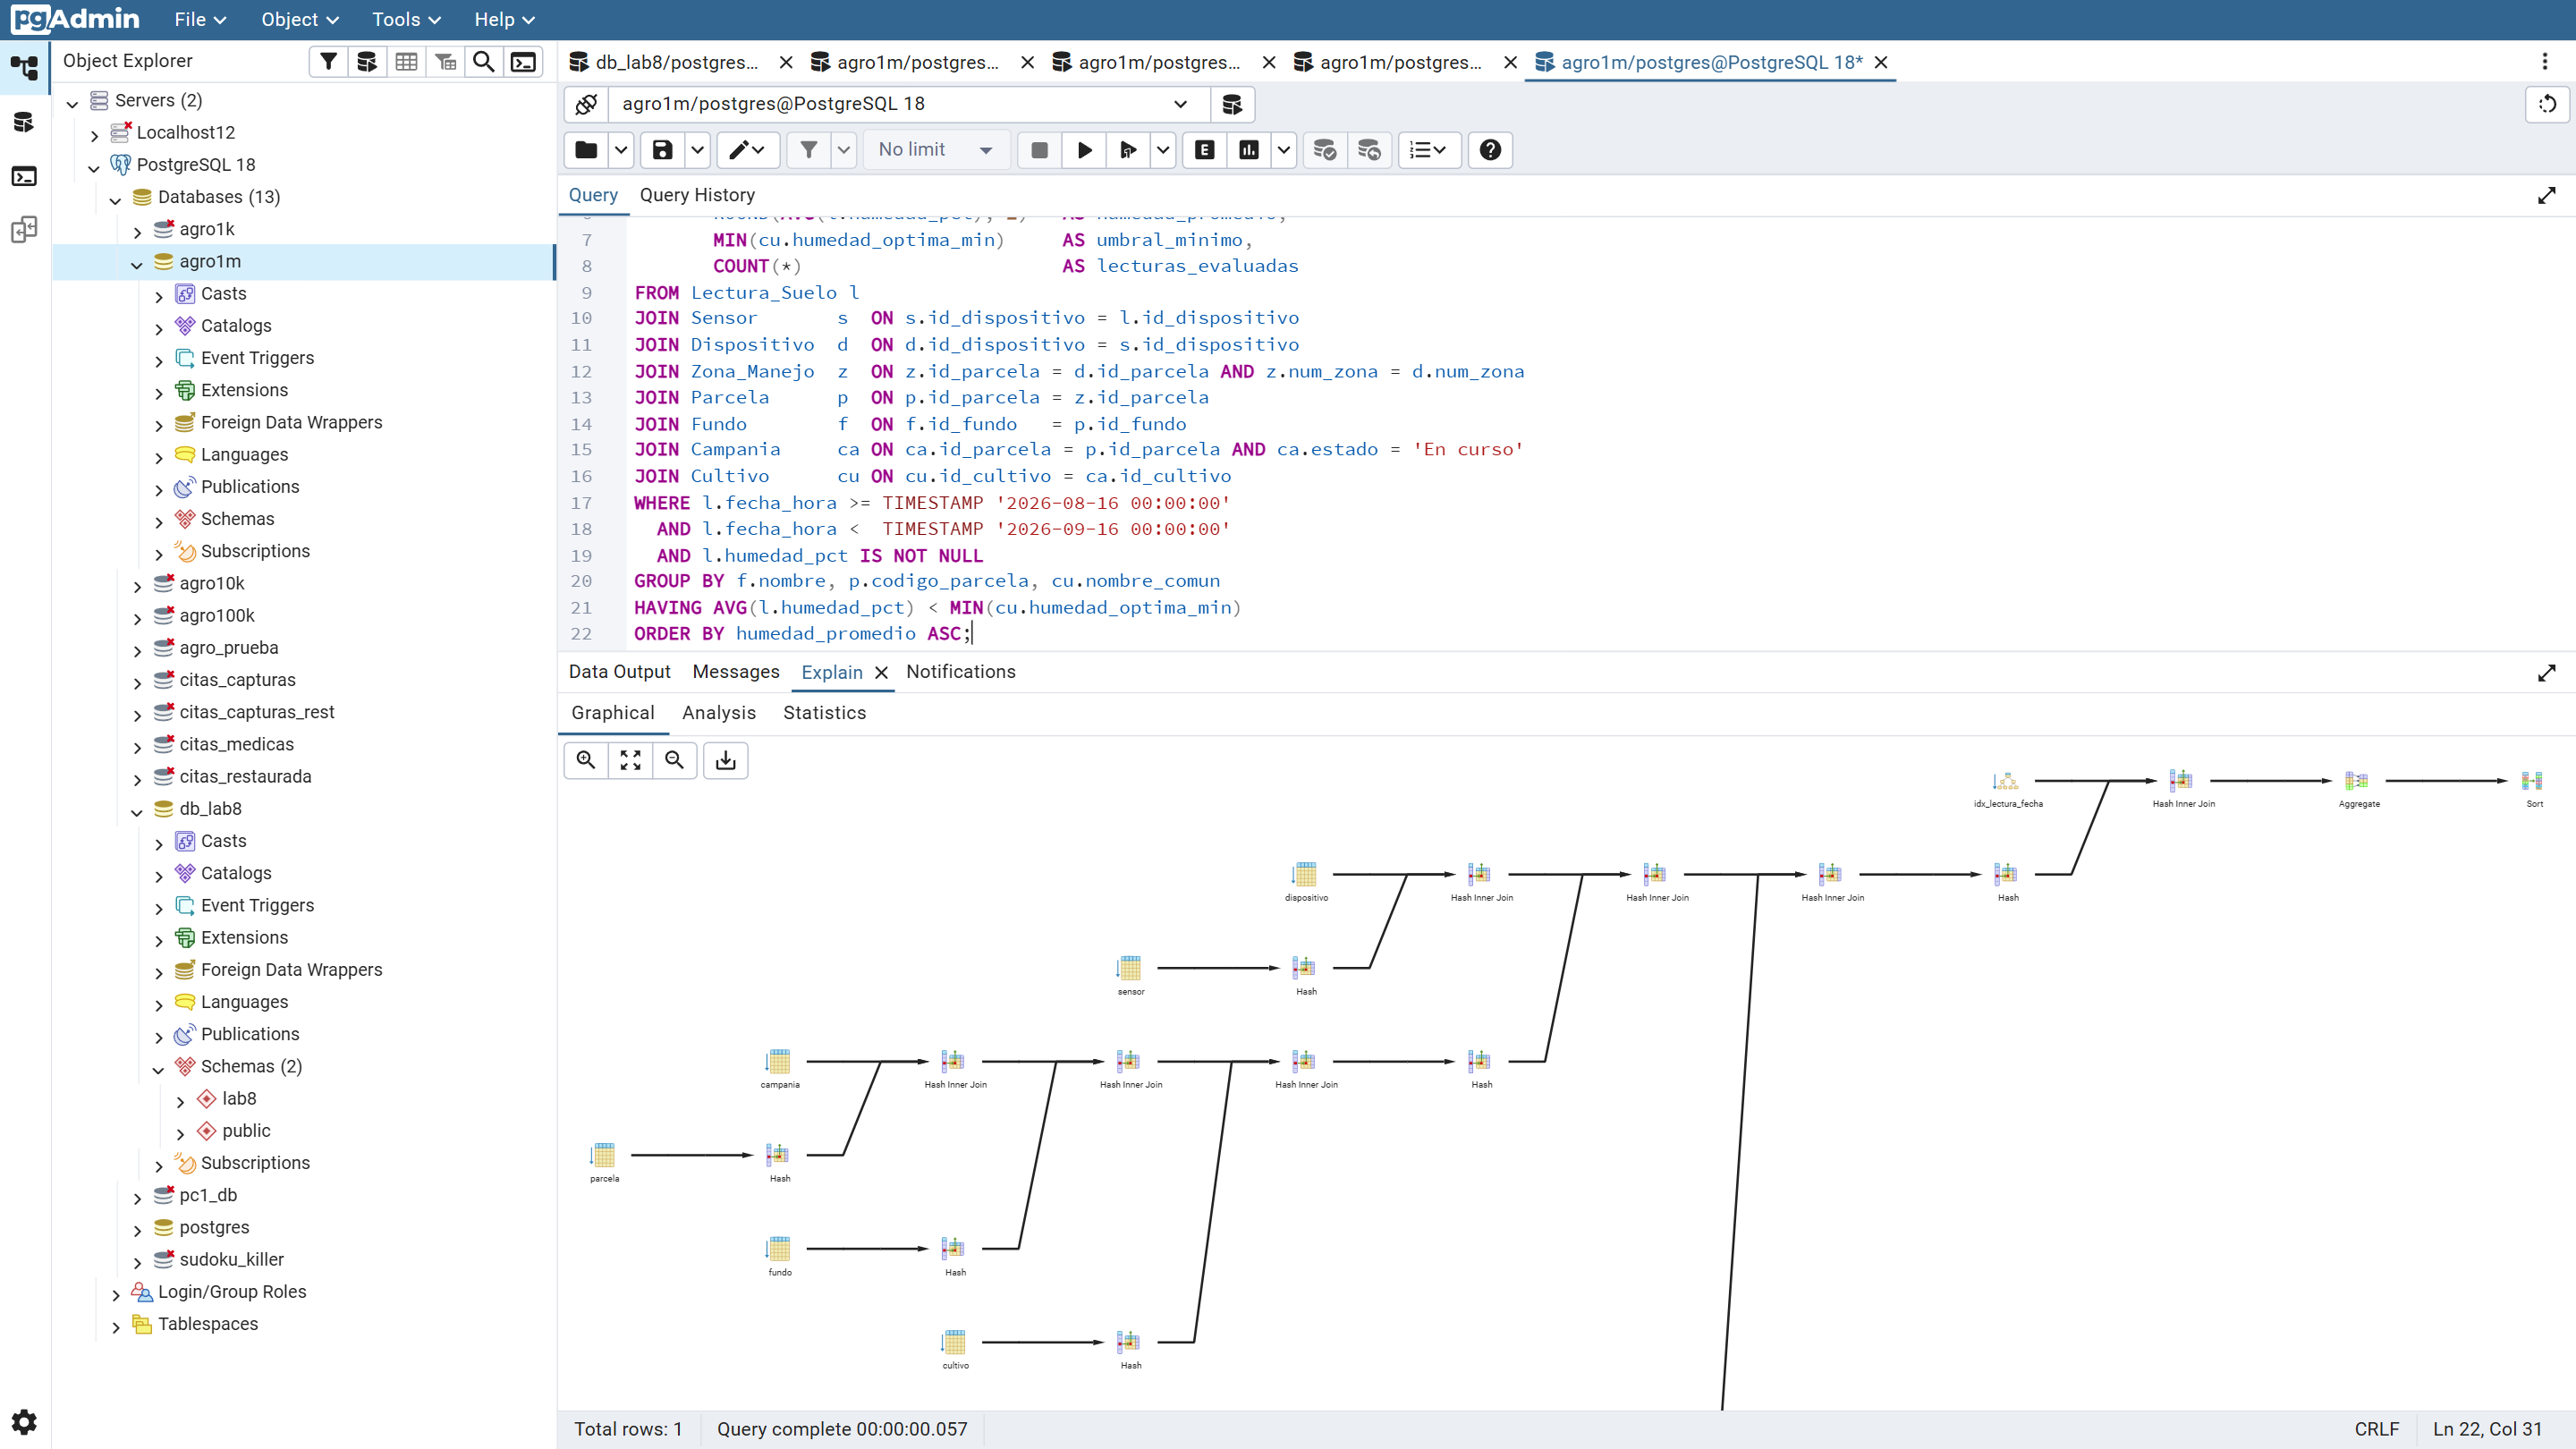 pgAdmin File Object Tools Help
Object Explorer
Servers (2)
Localhost12
PostgreSQL 18
Databases (13)
agro1k
agro1m
Casts
Catalogs
Event Triggers
Extensions
Foreign Data Wrappers
Languages
Publications
Schemas
Subscriptions
agro10k
agro100k
agro_prueba
citas_capturas
citas_capturas_rest
citas_medicas
citas_restaurada
db_lab8
Casts
Catalogs
Event Triggers
Extensions
Foreign Data Wrappers
Languages
Publications
Schemas (2)
lab8
public
Subscriptions
pc1_db
postgres
sudoku_killer
Login/Group Roles
Tablespaces
db_lab8/postgres... agro1m/postgres... agro1m/postgres... agro1m/postgres... agro1m/postgres@PostgreSQL 18*
agro1m/postgres@PostgreSQL 18
No limit E
Query Query History
7 MIN(cu.humedad_optima_min) AS umbral_minimo,
8 COUNT(*) AS lecturas_evaluadas
9 FROM Lectura_Suelo l
10 JOIN Sensor s ON s.id_dispositivo = l.id_dispositivo
11 JOIN Dispositivo d ON d.id_dispositivo = s.id_dispositivo
12 JOIN Zona_Manejo z ON z.id_parcela = d.id_parcela AND z.num_zona = d.num_zona
13 JOIN Parcela p ON p.id_parcela = z.id_parcela
14 JOIN Fundo f ON f.id_fundo = p.id_fundo
15 JOIN Campania ca ON ca.id_parcela = p.id_parcela AND ca.estado = 'En curso'
16 JOIN Cultivo cu ON cu.id_cultivo = ca.id_cultivo
17 WHERE l.fecha_hora >= TIMESTAMP '2026-08-16 00:00:00'
18 AND l.fecha_hora < TIMESTAMP '2026-09-16 00:00:00'
19 AND l.humedad_pct IS NOT NULL
20 GROUP BY f.nombre, p.codigo_parcela, cu.nombre_comun
21 HAVING AVG(l.humedad_pct) < MIN(cu.humedad_optima_min)
22 ORDER BY humedad_promedio ASC;
Data Output Messages Explain Notifications
Graphical Analysis Statistics
idx_lectura_fecha Hash Inner Join Aggregate Sort
dispositivo Hash Inner Join Hash Inner Join Hash Inner Join Hash
sensor Hash
campania Hash Inner Join Hash Inner Join Hash Inner Join Hash
parcela Hash
fundo Hash
cultivo Hash
Total rows: 1 Query complete 00:00:00.057 CRLF Ln 22, Col 31